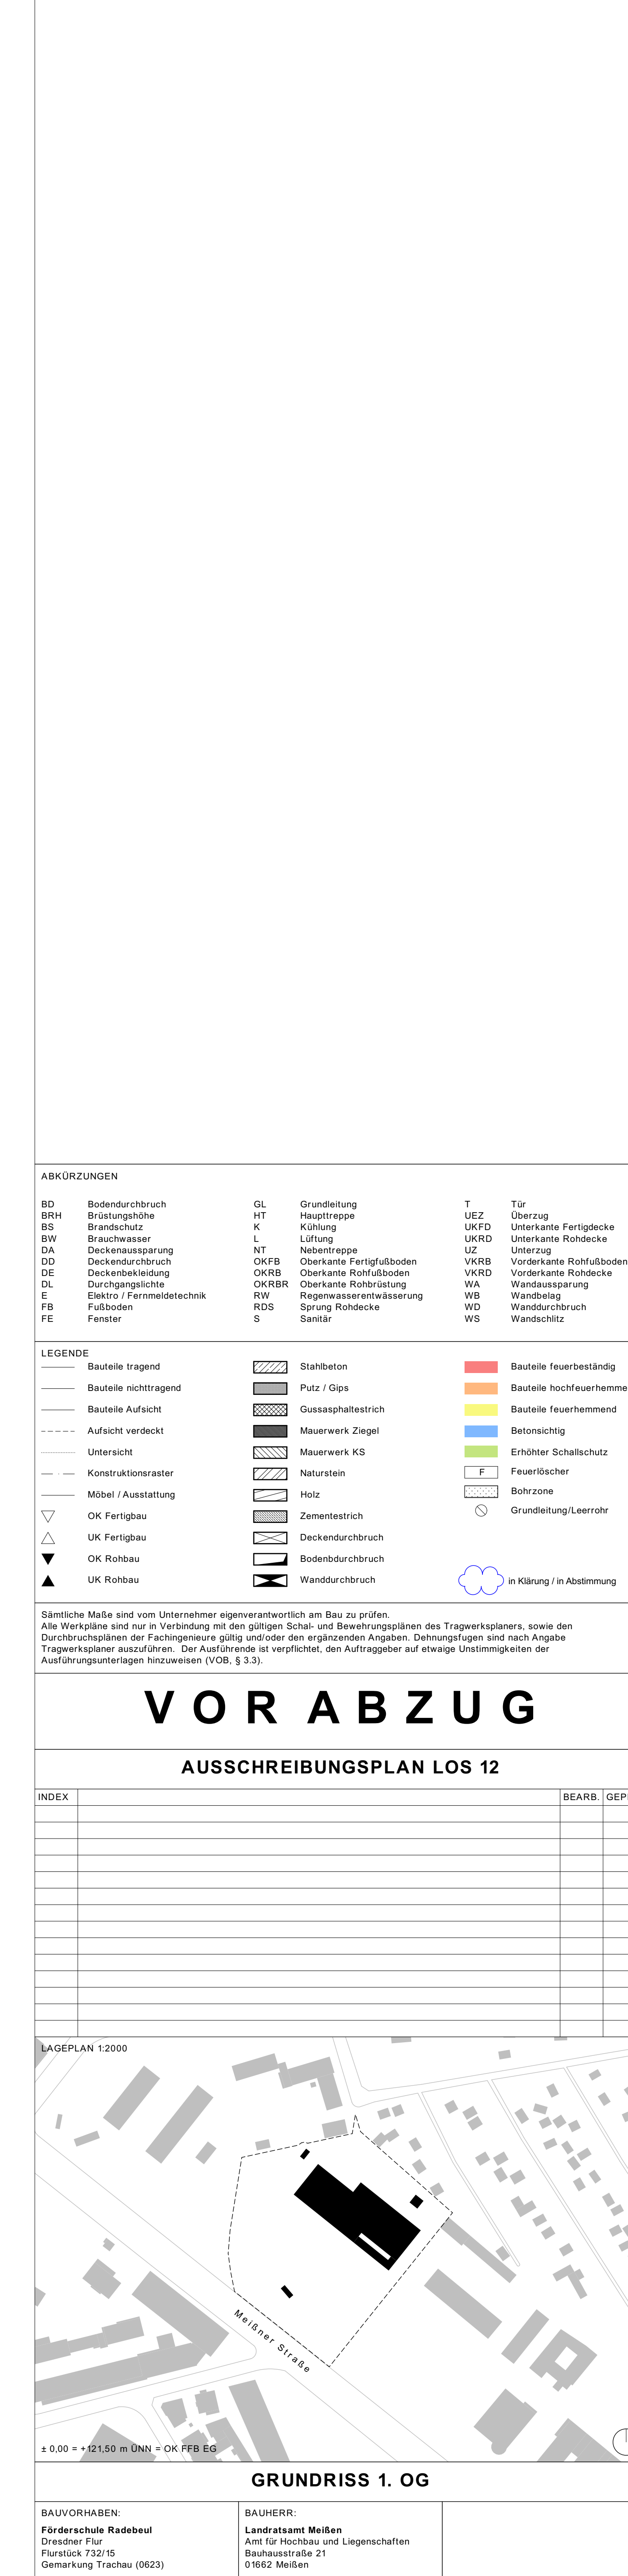 ABKÜRZUNGEN
BD Bodendurchbruch GL Grundleitung T Tür
BRH Brüstungshöhe HT Haupttreppe UEZ Überzug
BS Brandschutz K Kühlung UKFD Unterkante Fertigdecke
BW Brauchwasser L Lüftung UKRD Unterkante Rohdecke
DA Deckenaussparung NT Nebentreppe UZ Unterzug
DD Deckendurchbruch OKFB Oberkante Fertigfußboden VKRB Vorderkante Rohfußboden
DE Deckenbekleidung OKRB Oberkante Rohfußboden VKRD Vorderkante Rohdecke
DL Durchgangslichte OKRBR Oberkante Rohbrüstung WA Wandaussparung
E Elektro / Fernmeldetechnik RW Regenwasserentwässerung WB Wandbelag
FB Fußboden RDS Sprung Rohdecke WD Wanddurchbruch
FE Fenster S Sanitär WS Wandschlitz
LEGENDE
Bauteile tragend Stahlbeton Bauteile feuerbeständig
Bauteile nichttragend Putz / Gips Bauteile hochfeuerhemme
Bauteile Aufsicht Gussasphaltestrich Bauteile feuerhemmend
Aufsicht verdeckt Mauerwerk Ziegel Betonsichtig
Untersicht Mauerwerk KS Erhöhter Schallschutz
Konstruktionsraster Naturstein F Feuerlöscher
Möbel / Ausstattung Holz Bohrzone
OK Fertigbau Zementestrich Grundleitung/Leerrohr
UK Fertigbau Deckendurchbruch
OK Rohbau Bodenbdurchbruch
UK Rohbau Wanddurchbruch in Klärung / in Abstimmung
Sämtliche Maße sind vom Unternehmer eigenverantwortlich am Bau zu prüfen.
Alle Werkpläne sind nur in Verbindung mit den gültigen Schal- und Bewehrungsplänen des Tragwerksplaners, sowie den
Durchbruchsplänen der Fachingenieure gültig und/oder den ergänzenden Angaben. Dehnungsfugen sind nach Angabe
Tragwerksplaner auszuführen. Der Ausführende ist verpflichtet, den Auftraggeber auf etwaige Unstimmigkeiten der
Ausführungsunterlagen hinzuweisen (VOB, § 3.3).
VORABZUG
AUSSCHREIBUNGSPLAN LOS 12
INDEX BEARB. GEP
LAGEPLAN 1:2000
Meißner Straße
± 0,00 = +121,50 m ÜNN = OK FFB EG
GRUNDRISS 1. OG
BAUVORHABEN: BAUHERR:
Förderschule Radebeul Landratsamt Meißen
Dresdner Flur Amt für Hochbau und Liegenschaften
Flurstück 732/15 Bauhausstraße 21
Gemarkung Trachau (0623) 01662 Meißen